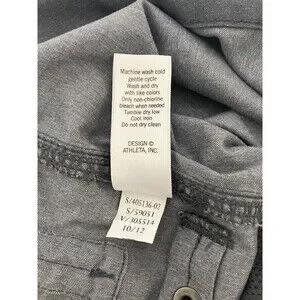 Machine wash cold
gentle cycle
Wash and dry
with like colors
Only non-chlorine
bleach when needed
Tumble dry low
Cool iron
Do not dry clean
DESIGN ©
ATHLETA, INC.
S/405136-02
S/59051
V/305514
10/12